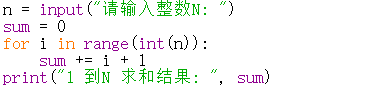 n = input("请输入整数N: ")
sum = 0
for i in range(int(n)):
    sum += i + 1
print("1 到N 求和结果: ", sum)